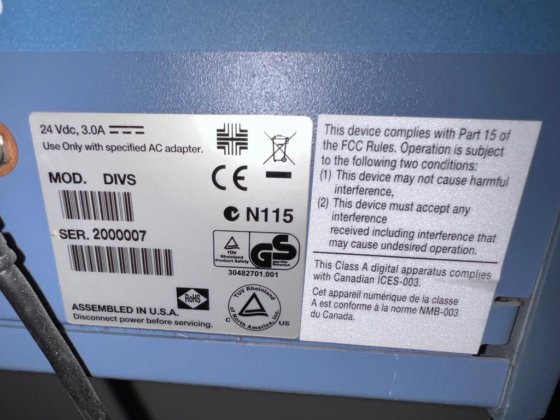 24 Vdc, 3.0A
Use Only with specified AC adapter.
MOD. DIVS
SER. 2000007
CE
N115
TÜV
Rheinland
Product Safety
GS
30482701.001
RoHS
TÜV Rheinland
of North America, Inc.
C US
ASSEMBLED IN U.S.A.
Disconnect power before servicing.
This device complies with Part 15 of
the FCC Rules. Operation is subject
to the following two conditions:
(1) This device may not cause harmful
interference,
(2) This device must accept any
interference
received including interference that
may cause undesired operation.
This Class A digital apparatus complies
with Canadian ICES-003.
Cet appareil numérique de la classe
A est conforme à la norme NMB-003
du Canada.